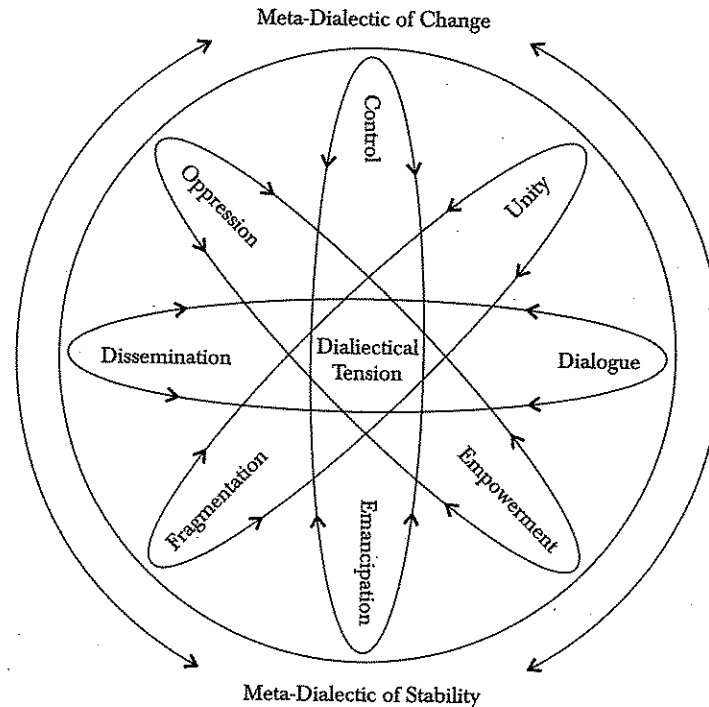 Meta-Dialectic of Change
Control
Oppression
Unity
Dissemination
Dialiectical
Tension
Dialogue
Fragmentation
Emancipation
Empowerment
Meta-Dialectic of Stability